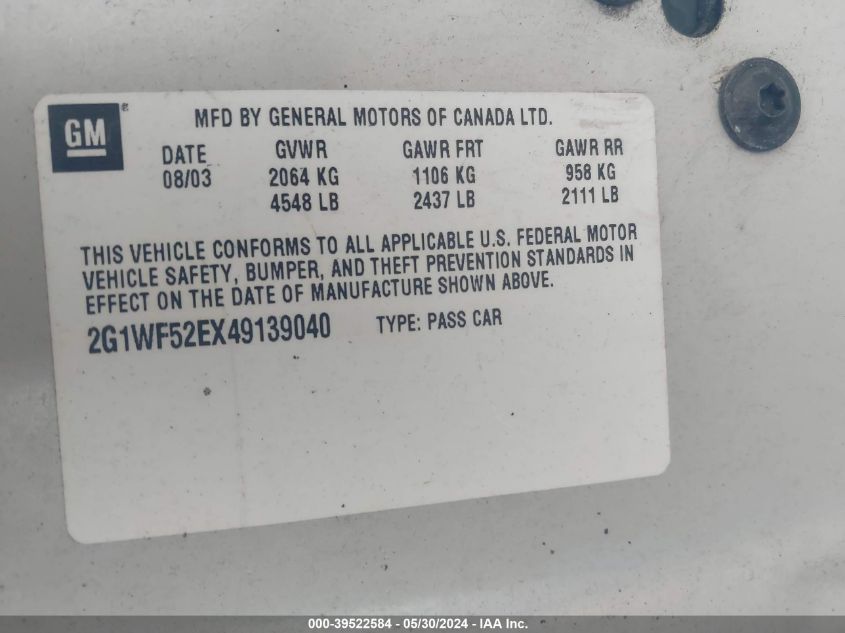 GM®
MFD BY GENERAL MOTORS OF CANADA LTD.
DATE GVWR GAWR FRT GAWR RR
08/03 2064 KG 1106 KG 958 KG
4548 LB 2437 LB 2111 LB
THIS VEHICLE CONFORMS TO ALL APPLICABLE U.S. FEDERAL MOTOR
VEHICLE SAFETY, BUMPER, AND THEFT PREVENTION STANDARDS IN
EFFECT ON THE DATE OF MANUFACTURE SHOWN ABOVE.
2G1WF52EX49139040 TYPE: PASS CAR
000-39522584 - 05/30/2024 - IAA Inc.